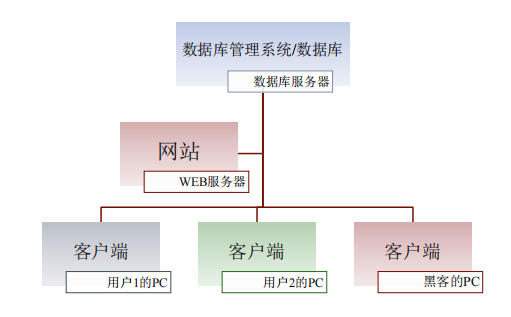 数据库管理系统/数据库
数据库服务器
网站
WEB服务器
客户端
用户1的PC
客户端
用户2的PC
客户端
黑客的PC